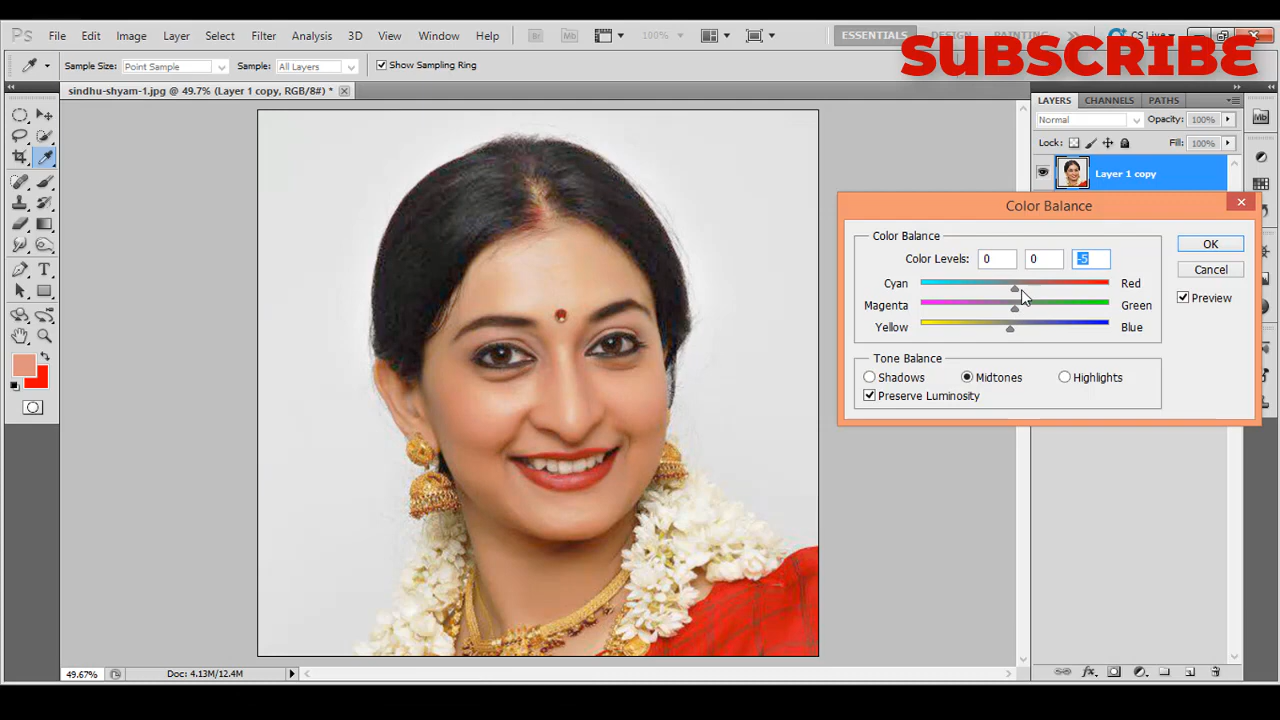 Ps File Edit Image Layer Select Filter Analysis 3D View Window Help Br Mb 100% ESSENTIALS DESIGN CS Live
SUBSCRIBE
Sample Size: Point Sample Sample: All Layers Show Sampling Ring
sindhu-shyam-1.jpg @ 49.7% (Layer 1 copy, RGB/8#) *
LAYERS CHANNELS PATHS
Normal Opacity: 100%
Lock: Fill: 100%
Layer 1 copy
Color Balance
Color Balance
Color Levels: 0 0 -5
Cyan Red
Magenta Green
Yellow Blue
Tone Balance
Shadows Midtones Highlights
Preserve Luminosity
OK
Cancel
Preview
Mb
T
49.67% Doc: 4.13M/12.4M
fx